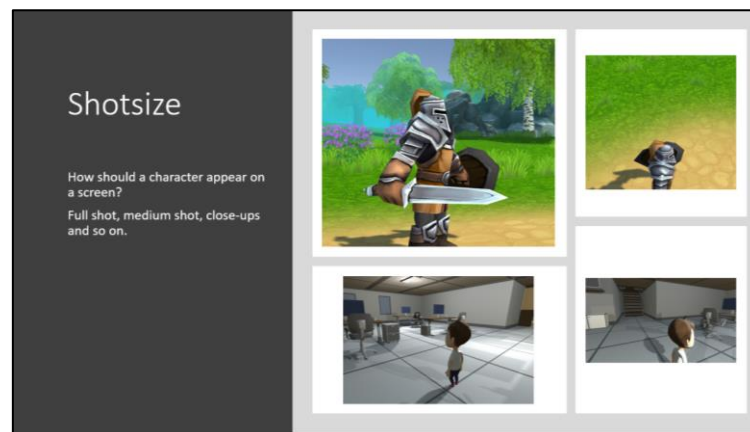 Shotsize
How should a character appear on
a screen?
Full shot, medium shot, close-ups
and so on.